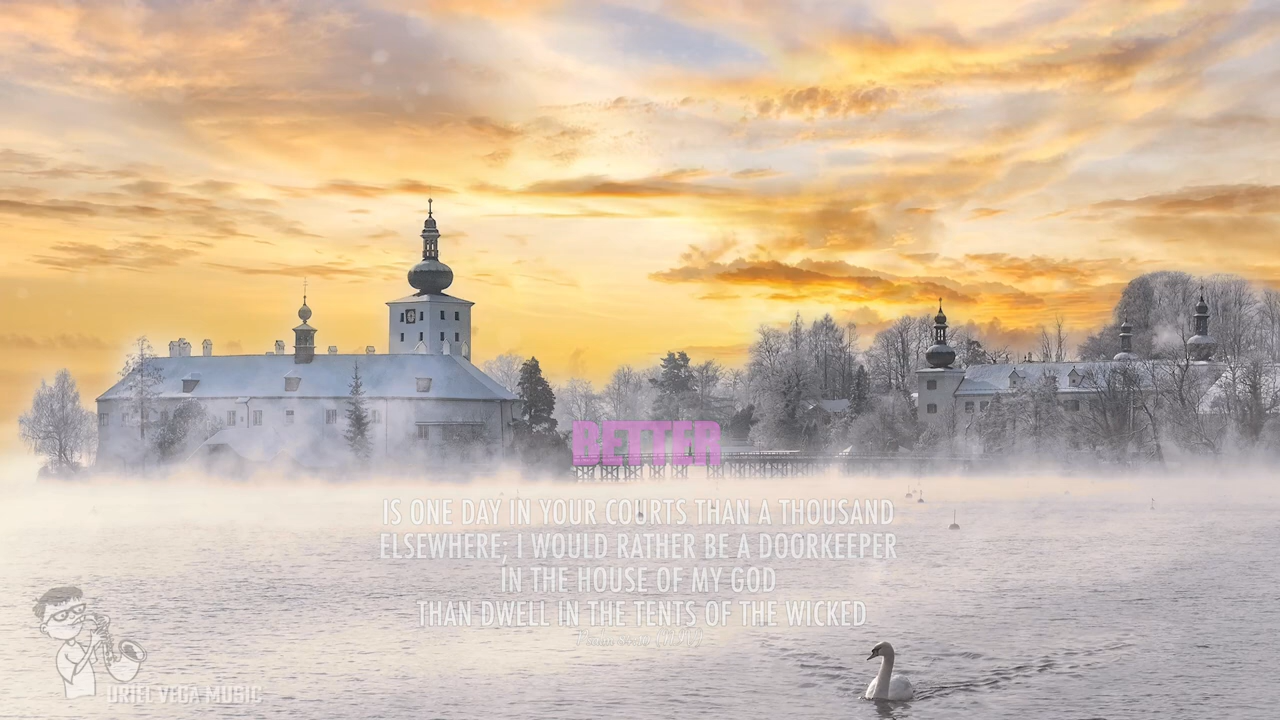 BETTER
IS ONE DAY IN YOUR COURTS THAN A THOUSAND
ELSEWHERE; I WOULD RATHER BE A DOORKEEPER
IN THE HOUSE OF MY GOD
THAN DWELL IN THE TENTS OF THE WICKED
URIEL VEGA MUSIC